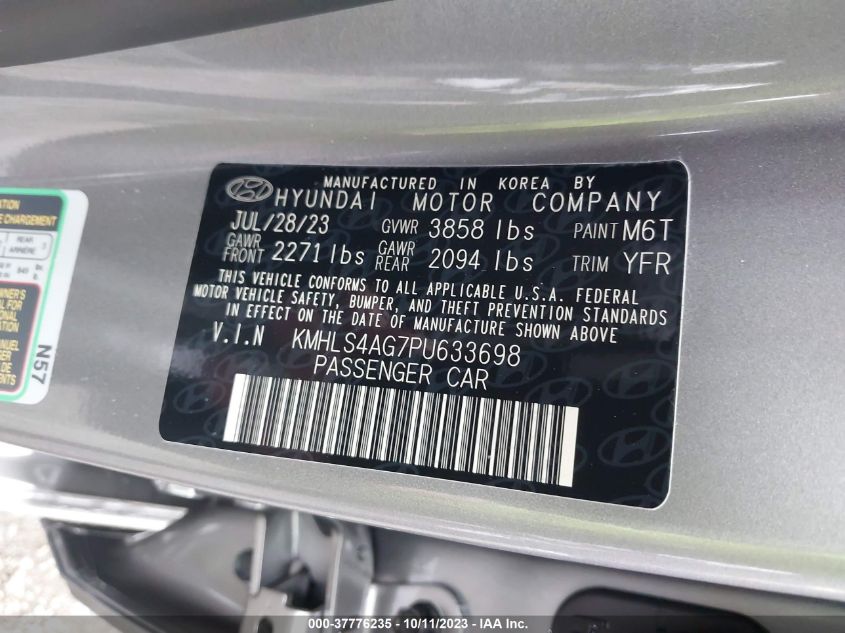 MANUFACTURED IN KOREA BY
HYUNDAI MOTOR COMPANY
JUL/28/23 GVWR 3858 lbs PAINT M6T
GAWR FRONT 2271 lbs GAWR REAR 2094 lbs TRIM YFR
THIS VEHICLE CONFORMS TO ALL APPLICABLE U.S.A. FEDERAL
MOTOR VEHICLE SAFETY, BUMPER, AND THEFT PREVENTION STANDARDS
IN EFFECT ON THE DATE OF MANUFACTURE SHOWN ABOVE
V.I.N KMHLS4AG7PU633698
PASSENGER CAR
CHARGEMENT
REAR
ARRIÈRE
N57
000-37776235 - 10/11/2023 - IAA Inc.